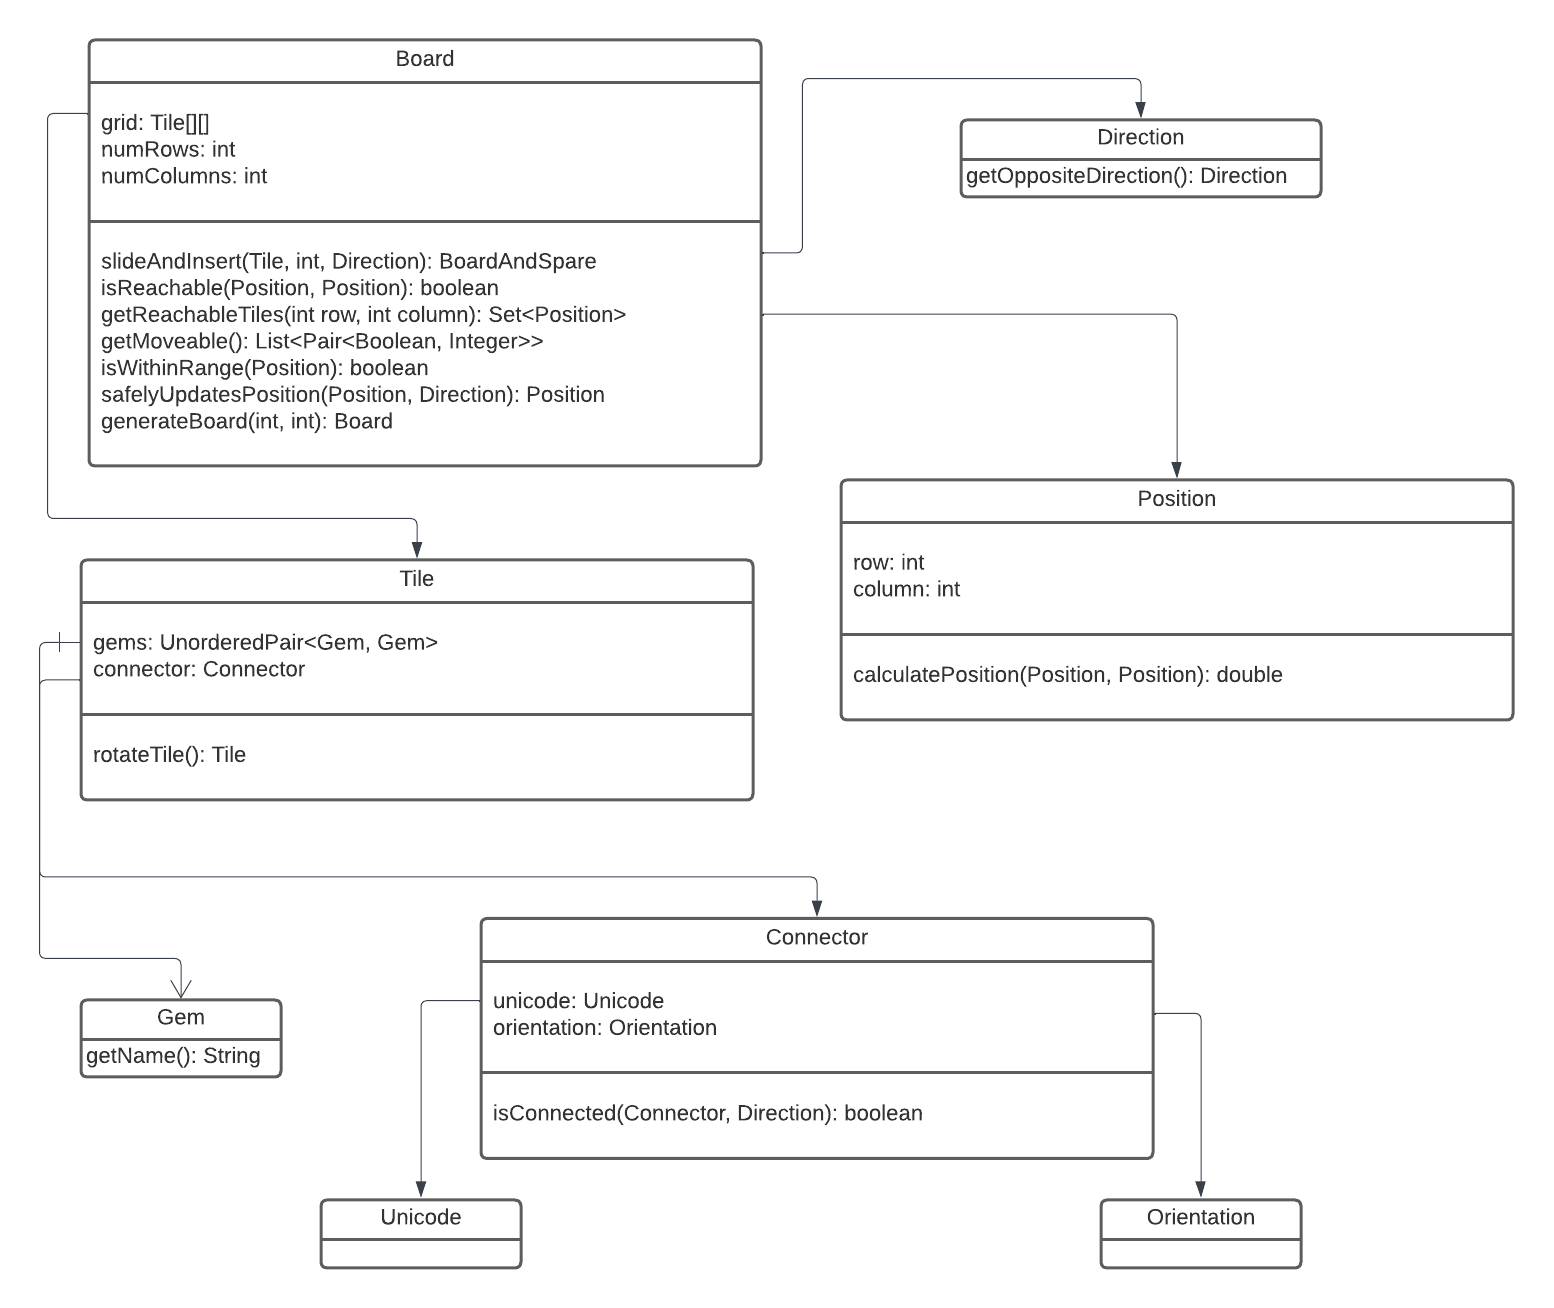 Board
grid: Tile[][]
numRows: int
numColumns: int
slideAndInsert(Tile, int, Direction): BoardAndSpare
isReachable(Position, Position): boolean
getReachableTiles(int row, int column): Set<Position>
getMoveable(): List<Pair<Boolean, Integer>>
isWithinRange(Position): boolean
safelyUpdatesPosition(Position, Direction): Position
generateBoard(int, int): Board
Direction
getOppositeDirection(): Direction
Position
row: int
column: int
calculatePosition(Position, Position): double
Tile
gems: UnorderedPair<Gem, Gem>
connector: Connector
rotateTile(): Tile
Connector
unicode: Unicode
orientation: Orientation
isConnected(Connector, Direction): boolean
Gem
getName(): String
Unicode
Orientation